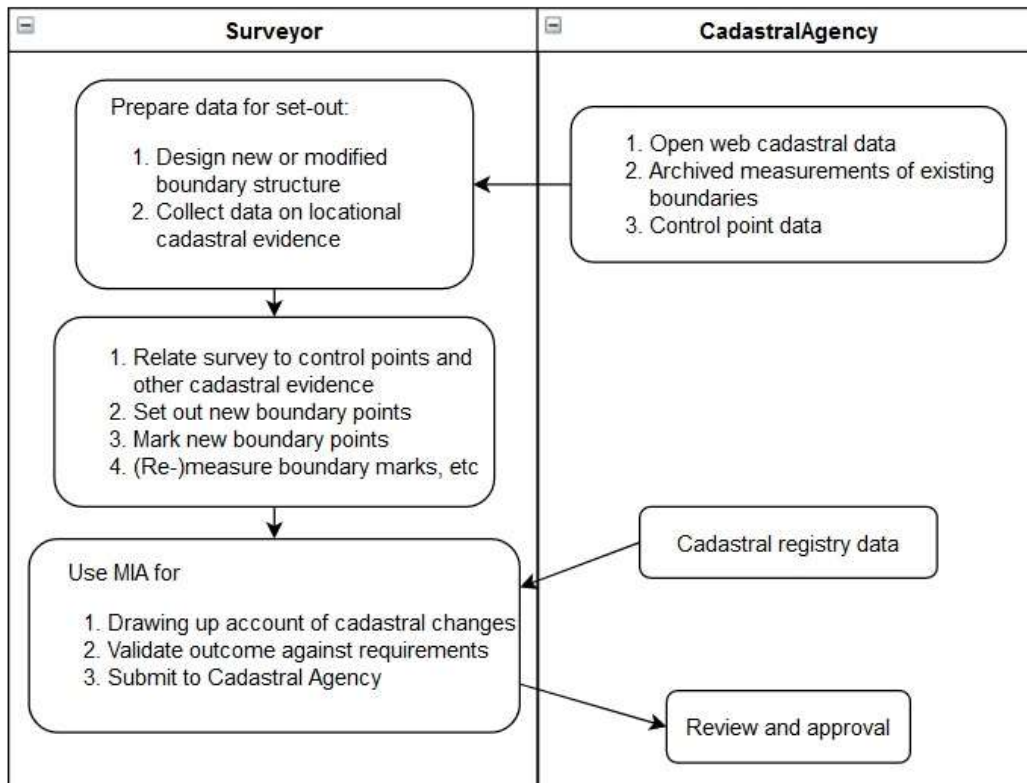 Surveyor
CadastralAgency
Prepare data for set-out:
1. Design new or modified
boundary structure
2. Collect data on locational
cadastral evidence
1. Open web cadastral data
2. Archived measurements of existing
boundaries
3. Control point data
1. Relate survey to control points and
other cadastral evidence
2. Set out new boundary points
3. Mark new boundary points
4. (Re-)measure boundary marks, etc
Cadastral registry data
Use MIA for
1. Drawing up account of cadastral changes
2. Validate outcome against requirements
3. Submit to Cadastral Agency
Review and approval